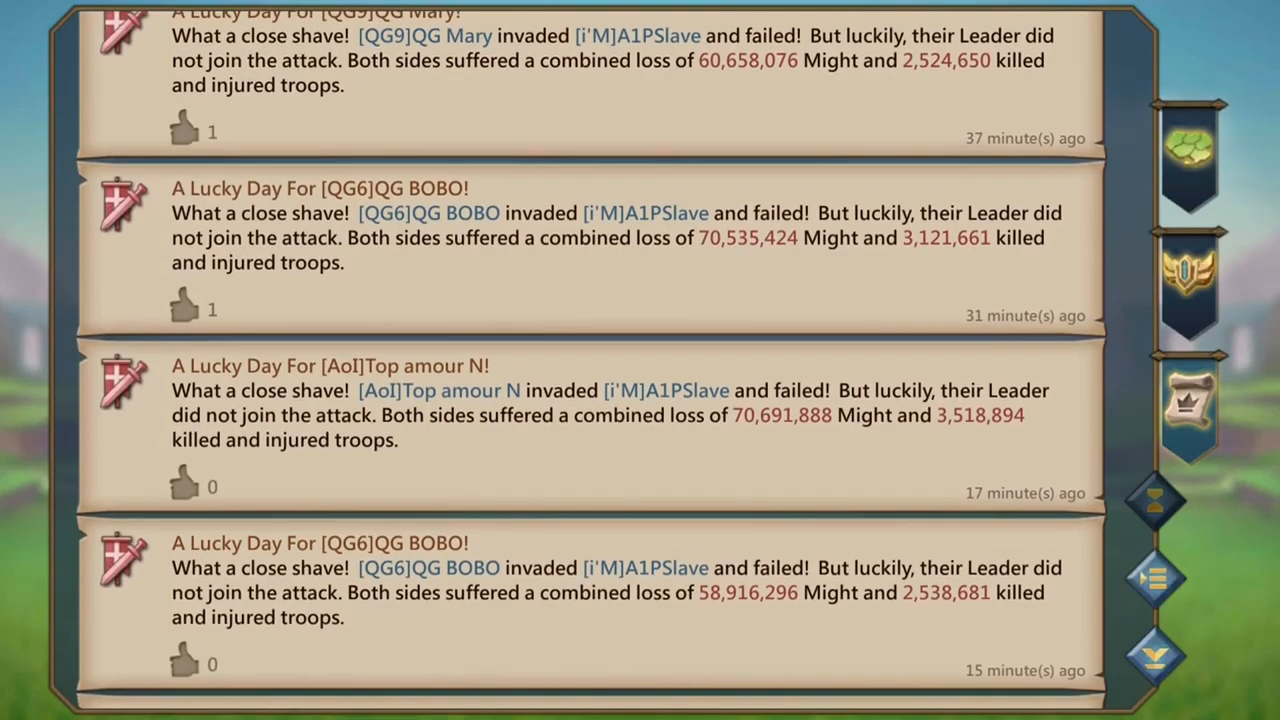 A Lucky Day For [QG9]QG Mary!
What a close shave! [QG9]QG Mary invaded [i'M]A1PSlave and failed! But luckily, their Leader did
not join the attack. Both sides suffered a combined loss of 60,658,076 Might and 2,524,650 killed
and injured troops.
1
37 minute(s) ago
A Lucky Day For [QG6]QG BOBO!
What a close shave! [QG6]QG BOBO invaded [i'M]A1PSlave and failed! But luckily, their Leader did
not join the attack. Both sides suffered a combined loss of 70,535,424 Might and 3,121,661 killed
and injured troops.
1
31 minute(s) ago
A Lucky Day For [AoI]Top amour N!
What a close shave! [AoI]Top amour N invaded [i'M]A1PSlave and failed! But luckily, their Leader
did not join the attack. Both sides suffered a combined loss of 70,691,888 Might and 3,518,894
killed and injured troops.
0
17 minute(s) ago
A Lucky Day For [QG6]QG BOBO!
What a close shave! [QG6]QG BOBO invaded [i'M]A1PSlave and failed! But luckily, their Leader did
not join the attack. Both sides suffered a combined loss of 58,916,296 Might and 2,538,681 killed
and injured troops.
0
15 minute(s) ago